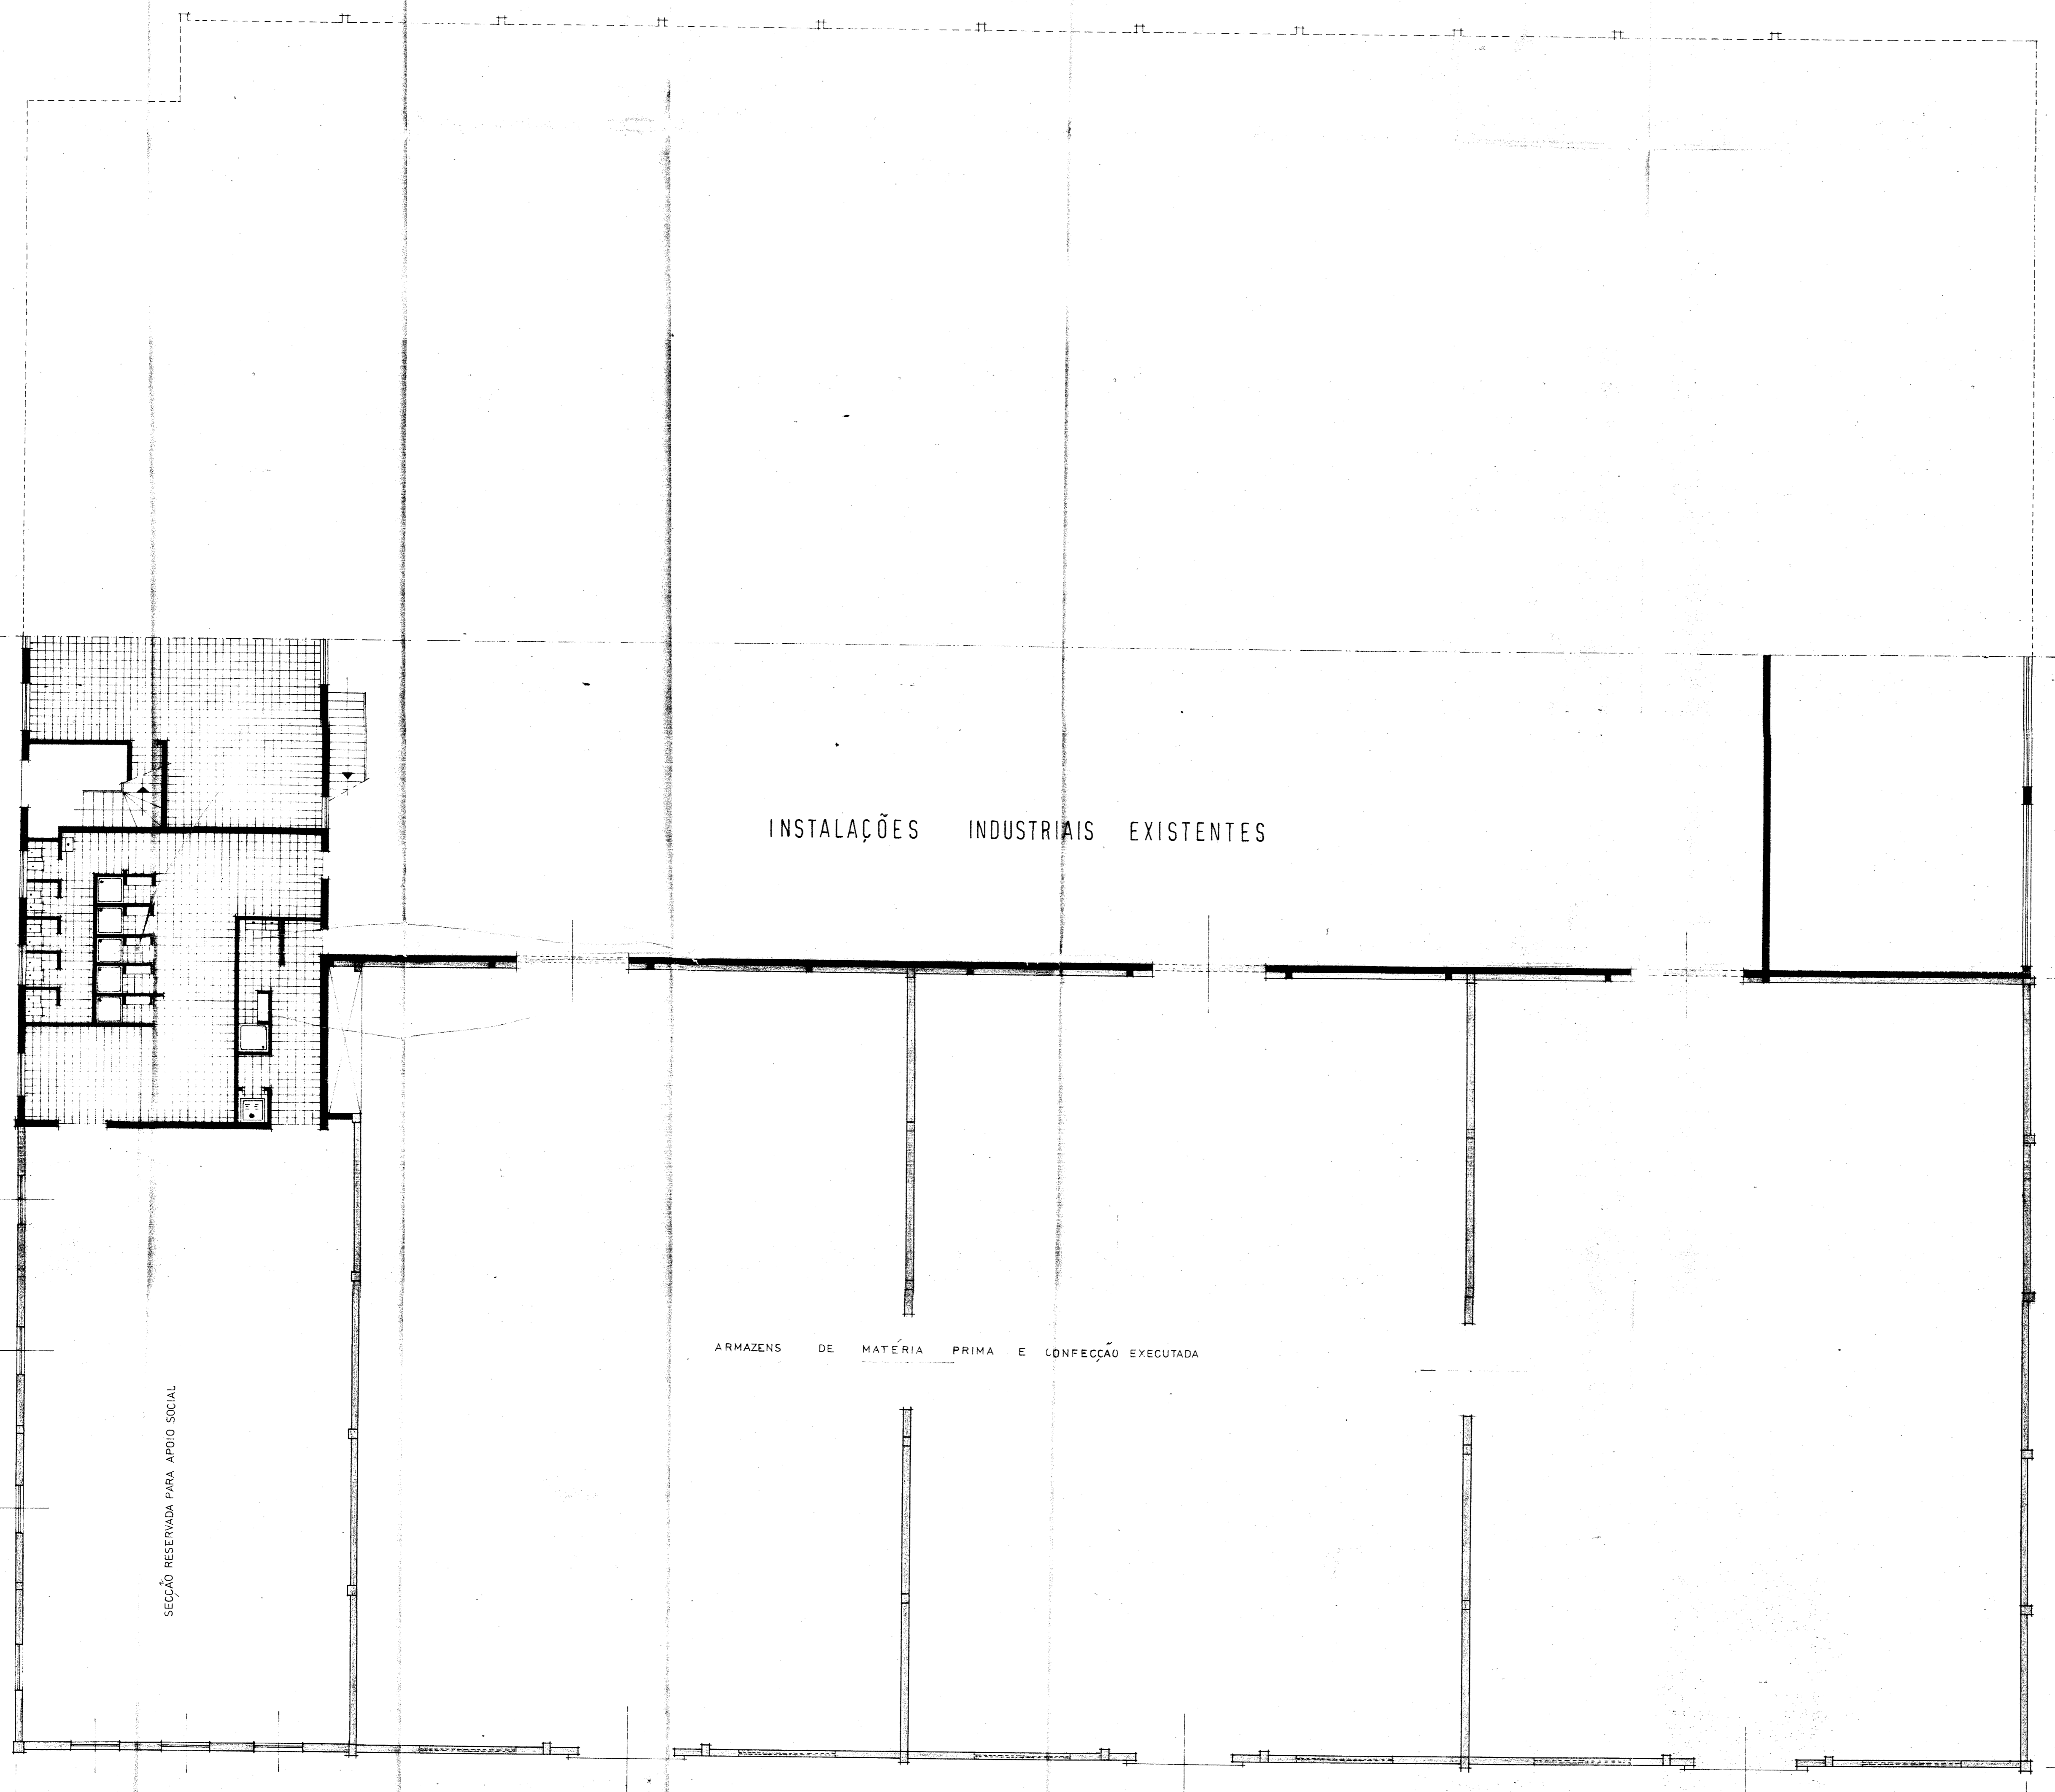 INSTALAÇÕES INDUSTRIAIS EXISTENTES
ARMAZENS DE MATÉRIA PRIMA E CONFECÇÃO EXECUTADA
SECÇÃO RESERVADA PARA APOIO SOCIAL